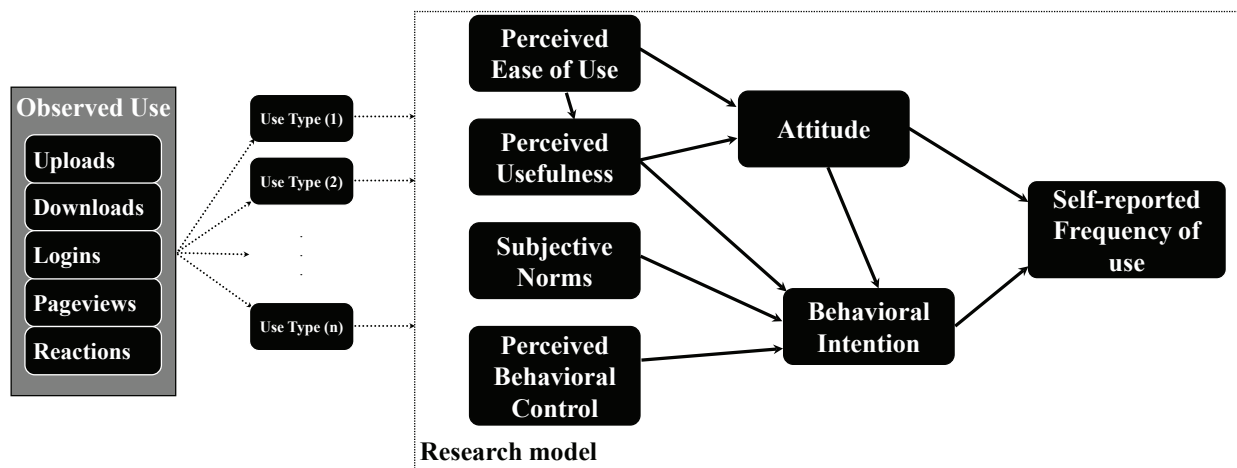 Observed Use
Uploads
Downloads
Logins
Pageviews
Reactions
Use Type (1)
Use Type (2)
.
.
.
Use Type (n)
Perceived
Ease of Use
Perceived
Usefulness
Subjective
Norms
Perceived
Behavioral
Control
Attitude
Behavioral
Intention
Self-reported
Frequency of
use
Research model